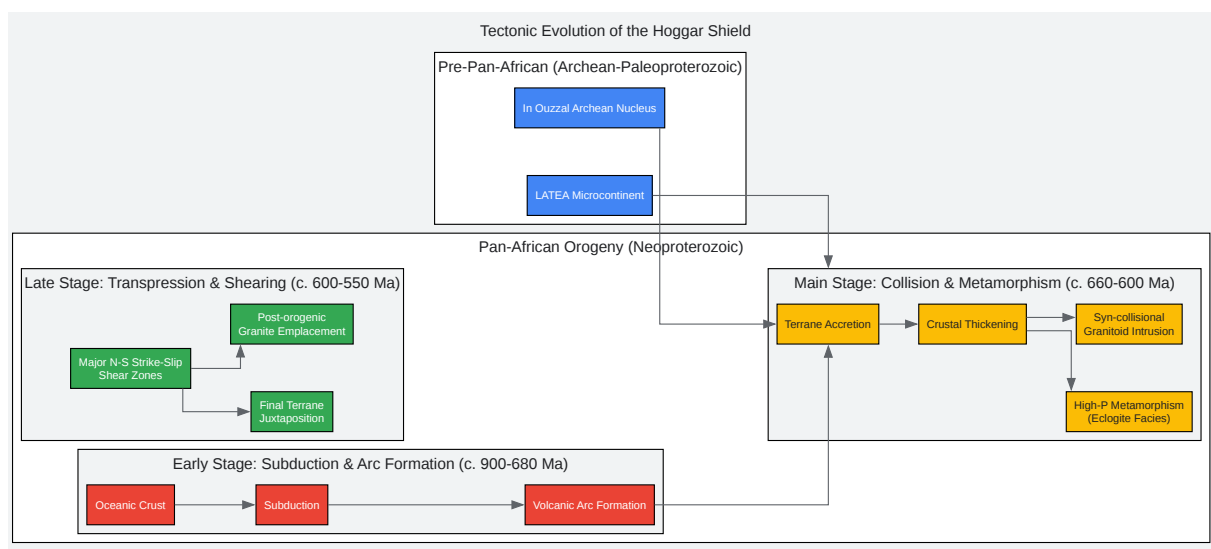 Tectonic Evolution of the Hoggar Shield
Pre-Pan-African (Archean-Paleoproterozoic)
In Ouzzal Archean Nucleus
LATEA Microcontinent
Pan-African Orogeny (Neoproterozoic)
Late Stage: Transpression & Shearing (c. 600-550 Ma)
Post-orogenic
Granite Emplacement
Major N-S Strike-Slip
Shear Zones
Final Terrane
Juxtaposition
Main Stage: Collision & Metamorphism (c. 660-600 Ma)
Terrane Accretion
Crustal Thickening
Syn-collisional
Granitoid Intrusion
High-P Metamorphism
(Eclogite Facies)
Early Stage: Subduction & Arc Formation (c. 900-680 Ma)
Oceanic Crust
Subduction
Volcanic Arc Formation